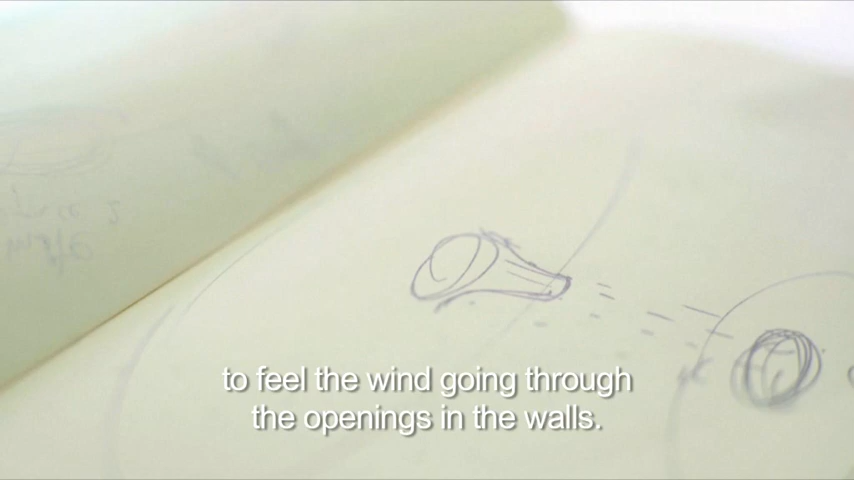 to feel the wind going through
the openings in the walls.